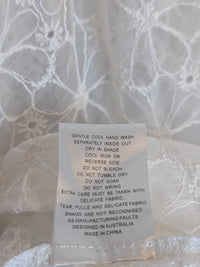 GENTLE COOL HAND WASH
SEPARATELY INSIDE OUT
DRY IN SHADE
COOL IRON ON
REVERSE SIDE
DO NOT BLEACH
DO NOT TUMBLE DRY
DO NOT SOAK
DO NOT WRING
EXTRA CARE MUST BE TAKEN WITH
DELICATE FABRIC
TEAR, PULLS AND DELICATE FABRIC
SNAGS ARE NOT RECOGNISED
AS MANUFACTURING FAULTS
DESIGNED IN AUSTRALIA
MADE IN CHINA